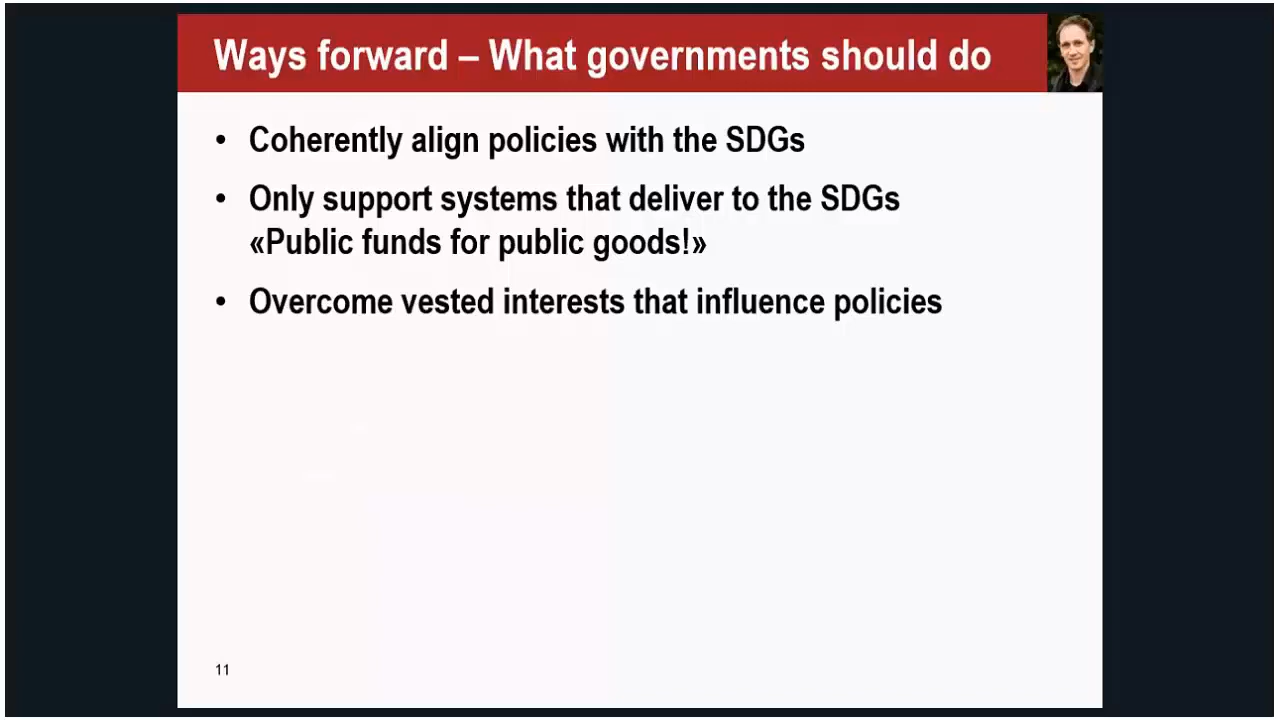 Ways forward – What governments should do
• Coherently align policies with the SDGs
• Only support systems that deliver to the SDGs
«Public funds for public goods!»
• Overcome vested interests that influence policies
11